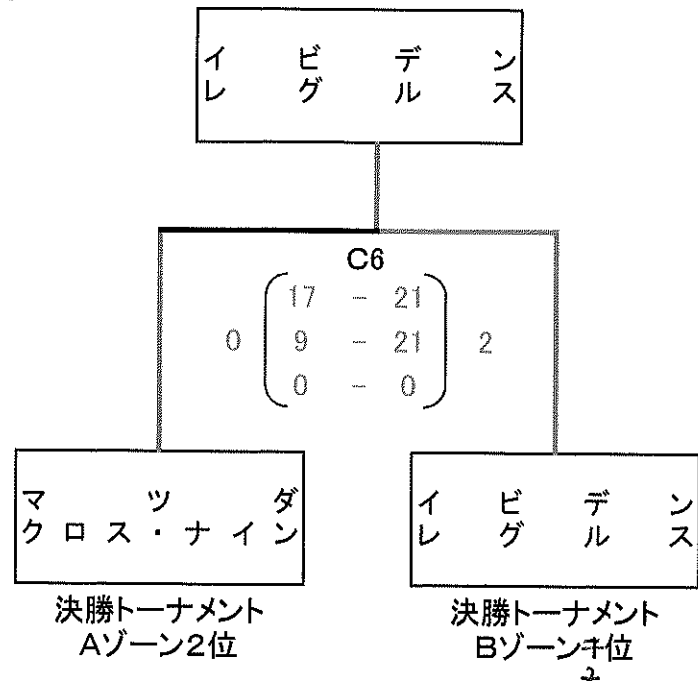 イビデン
レグルス
C6
17 - 21
0 9 - 21 2
0 - 0
マツダ
クロス・ナイン
イビデン
レグルス
決勝トーナメント
Aゾーン2位
決勝トーナメント
Bゾーン1位
2